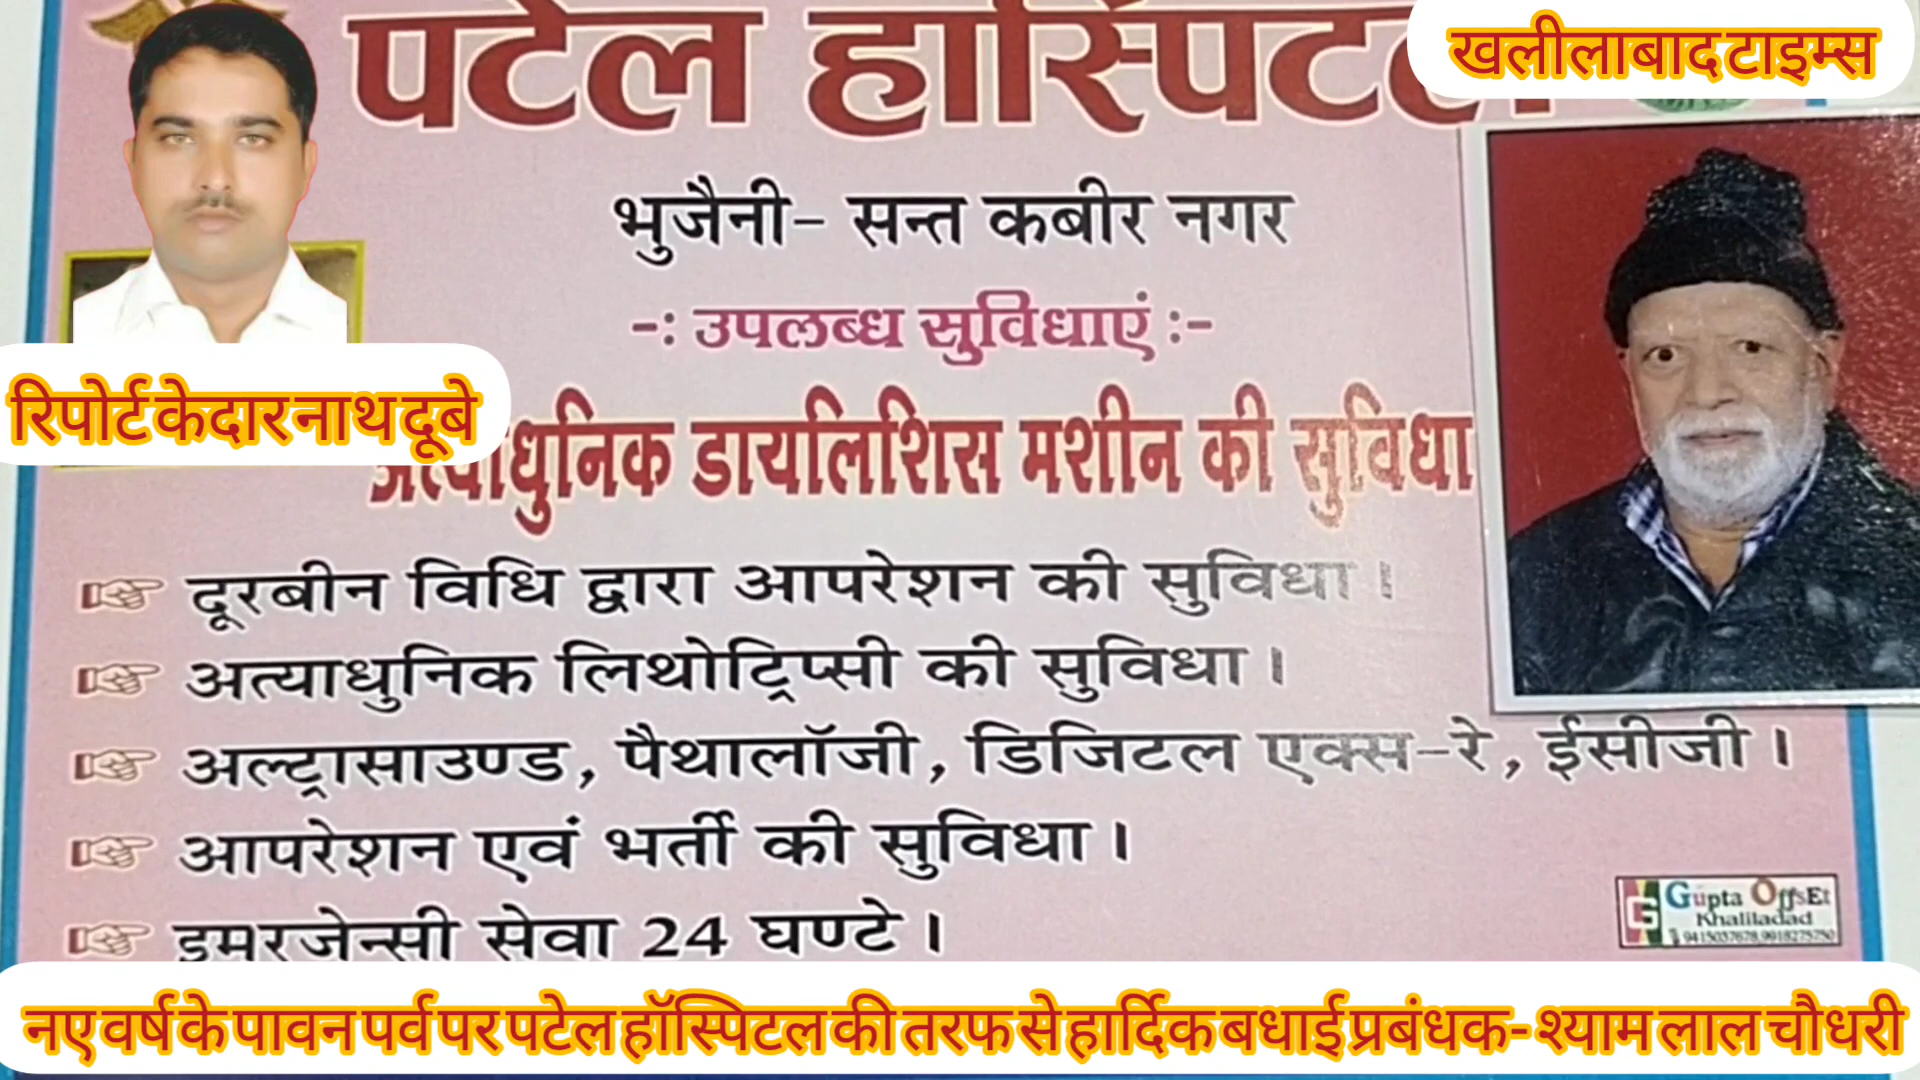 पटेल हास्पिटल
खलीलाबाद टाइम्स
भुजैनी- सन्त कबीर नगर
-: उपलब्ध सुविधाएं :-
रिपोर्ट केदार नाथ दूबे
अत्याधुनिक डायलिशिस मशीन की सुविधा
दूरबीन विधि द्वारा आपरेशन की सुविधा।
अत्याधुनिक लिथोट्रिप्सी की सुविधा।
अल्ट्रासाउण्ड, पैथालॉजी, डिजिटल एक्स-रे, ईसीजी।
आपरेशन एवं भर्ती की सुविधा।
इमरजेन्सी सेवा 24 घण्टे।
Gupta OffsEt
Khaliladad
नए वर्ष के पावन पर्व पर पटेल हॉस्पिटल की तरफ से हार्दिक बधाई प्रबंधक- श्याम लाल चौधरी